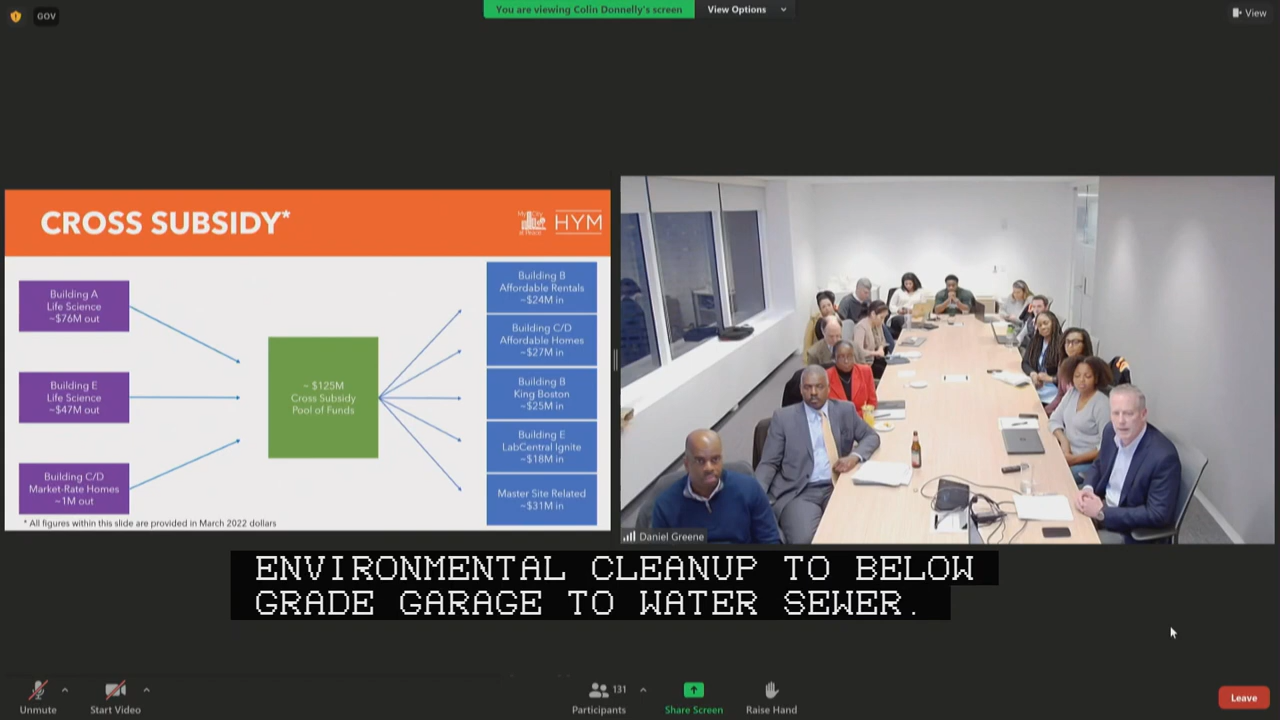 GOV
You are viewing Colin Donnelly's screen
View Options
View
CROSS SUBSIDY*
HYM
Building A
Life Science
~$76M out
Building E
Life Science
~$47M out
Building C/D
Market-Rate Homes
~1M out
~ $125M
Cross Subsidy
Pool of Funds
Building B
Affordable Rentals
~$24M in
Building C/D
Affordable Homes
~$27M in
Building B
King Boston
~$25M in
Building E
LabCentral Ignite
~$18M in
Master Site Related
~$31M in
* All figures within this slide are provided in March 2022 dollars
Daniel Greene
ENVIRONMENTAL CLEANUP TO BELOW
GRADE GARAGE TO WATER SEWER.
Unmute
Start Video
131
Participants
Share Screen
Raise Hand
Leave